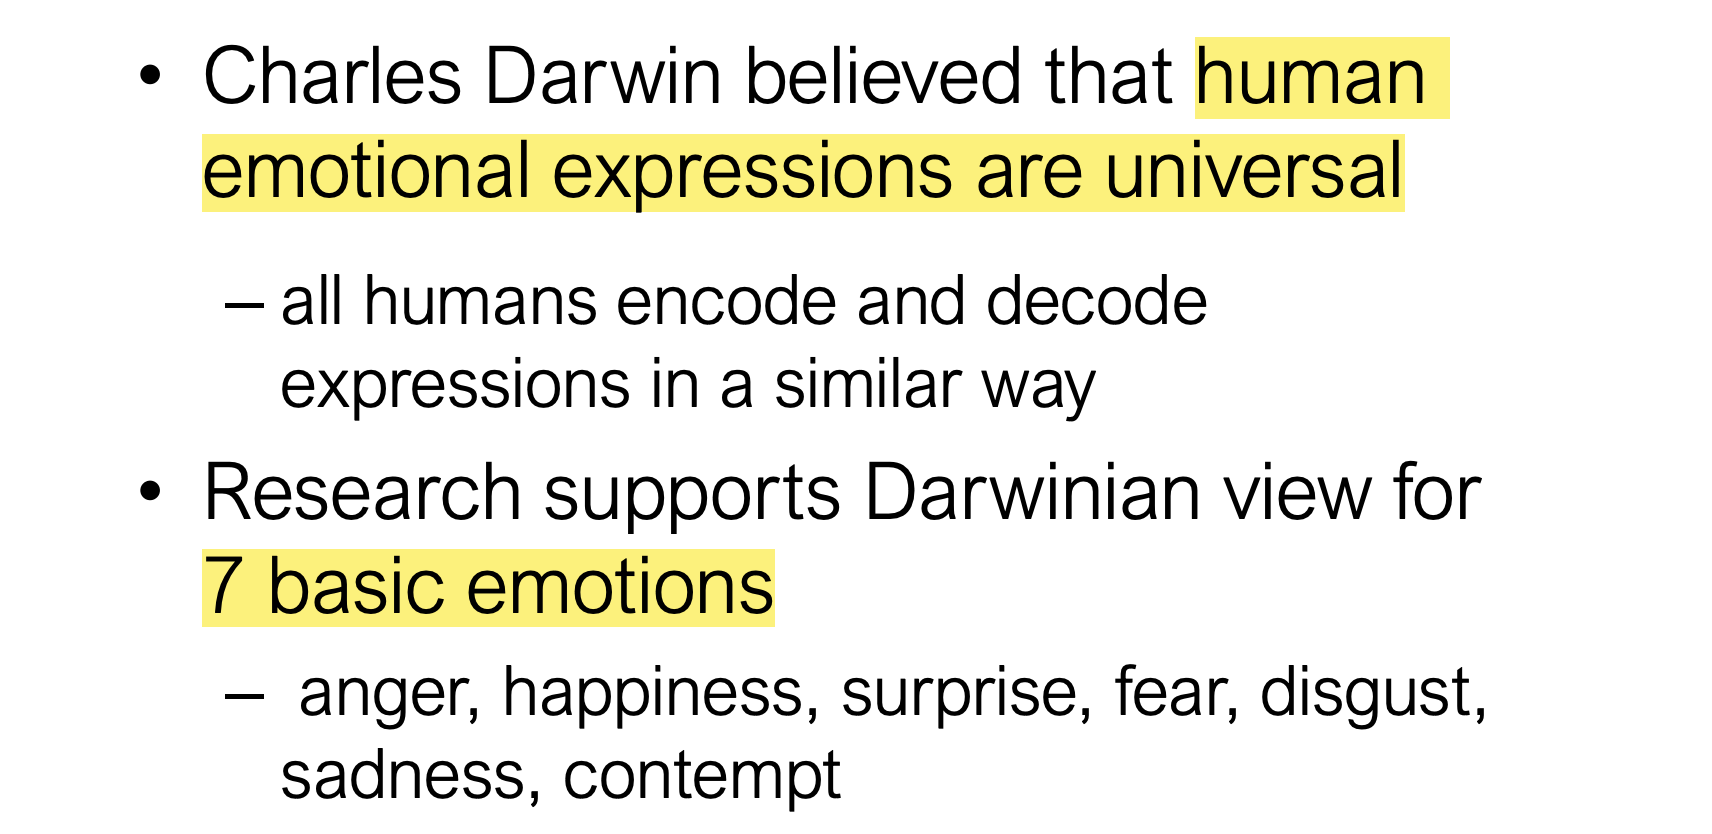 • Charles Darwin believed that human
emotional expressions are universal
– all humans encode and decode
expressions in a similar way
• Research supports Darwinian view for
7 basic emotions
– anger, happiness, surprise, fear, disgust,
sadness, contempt